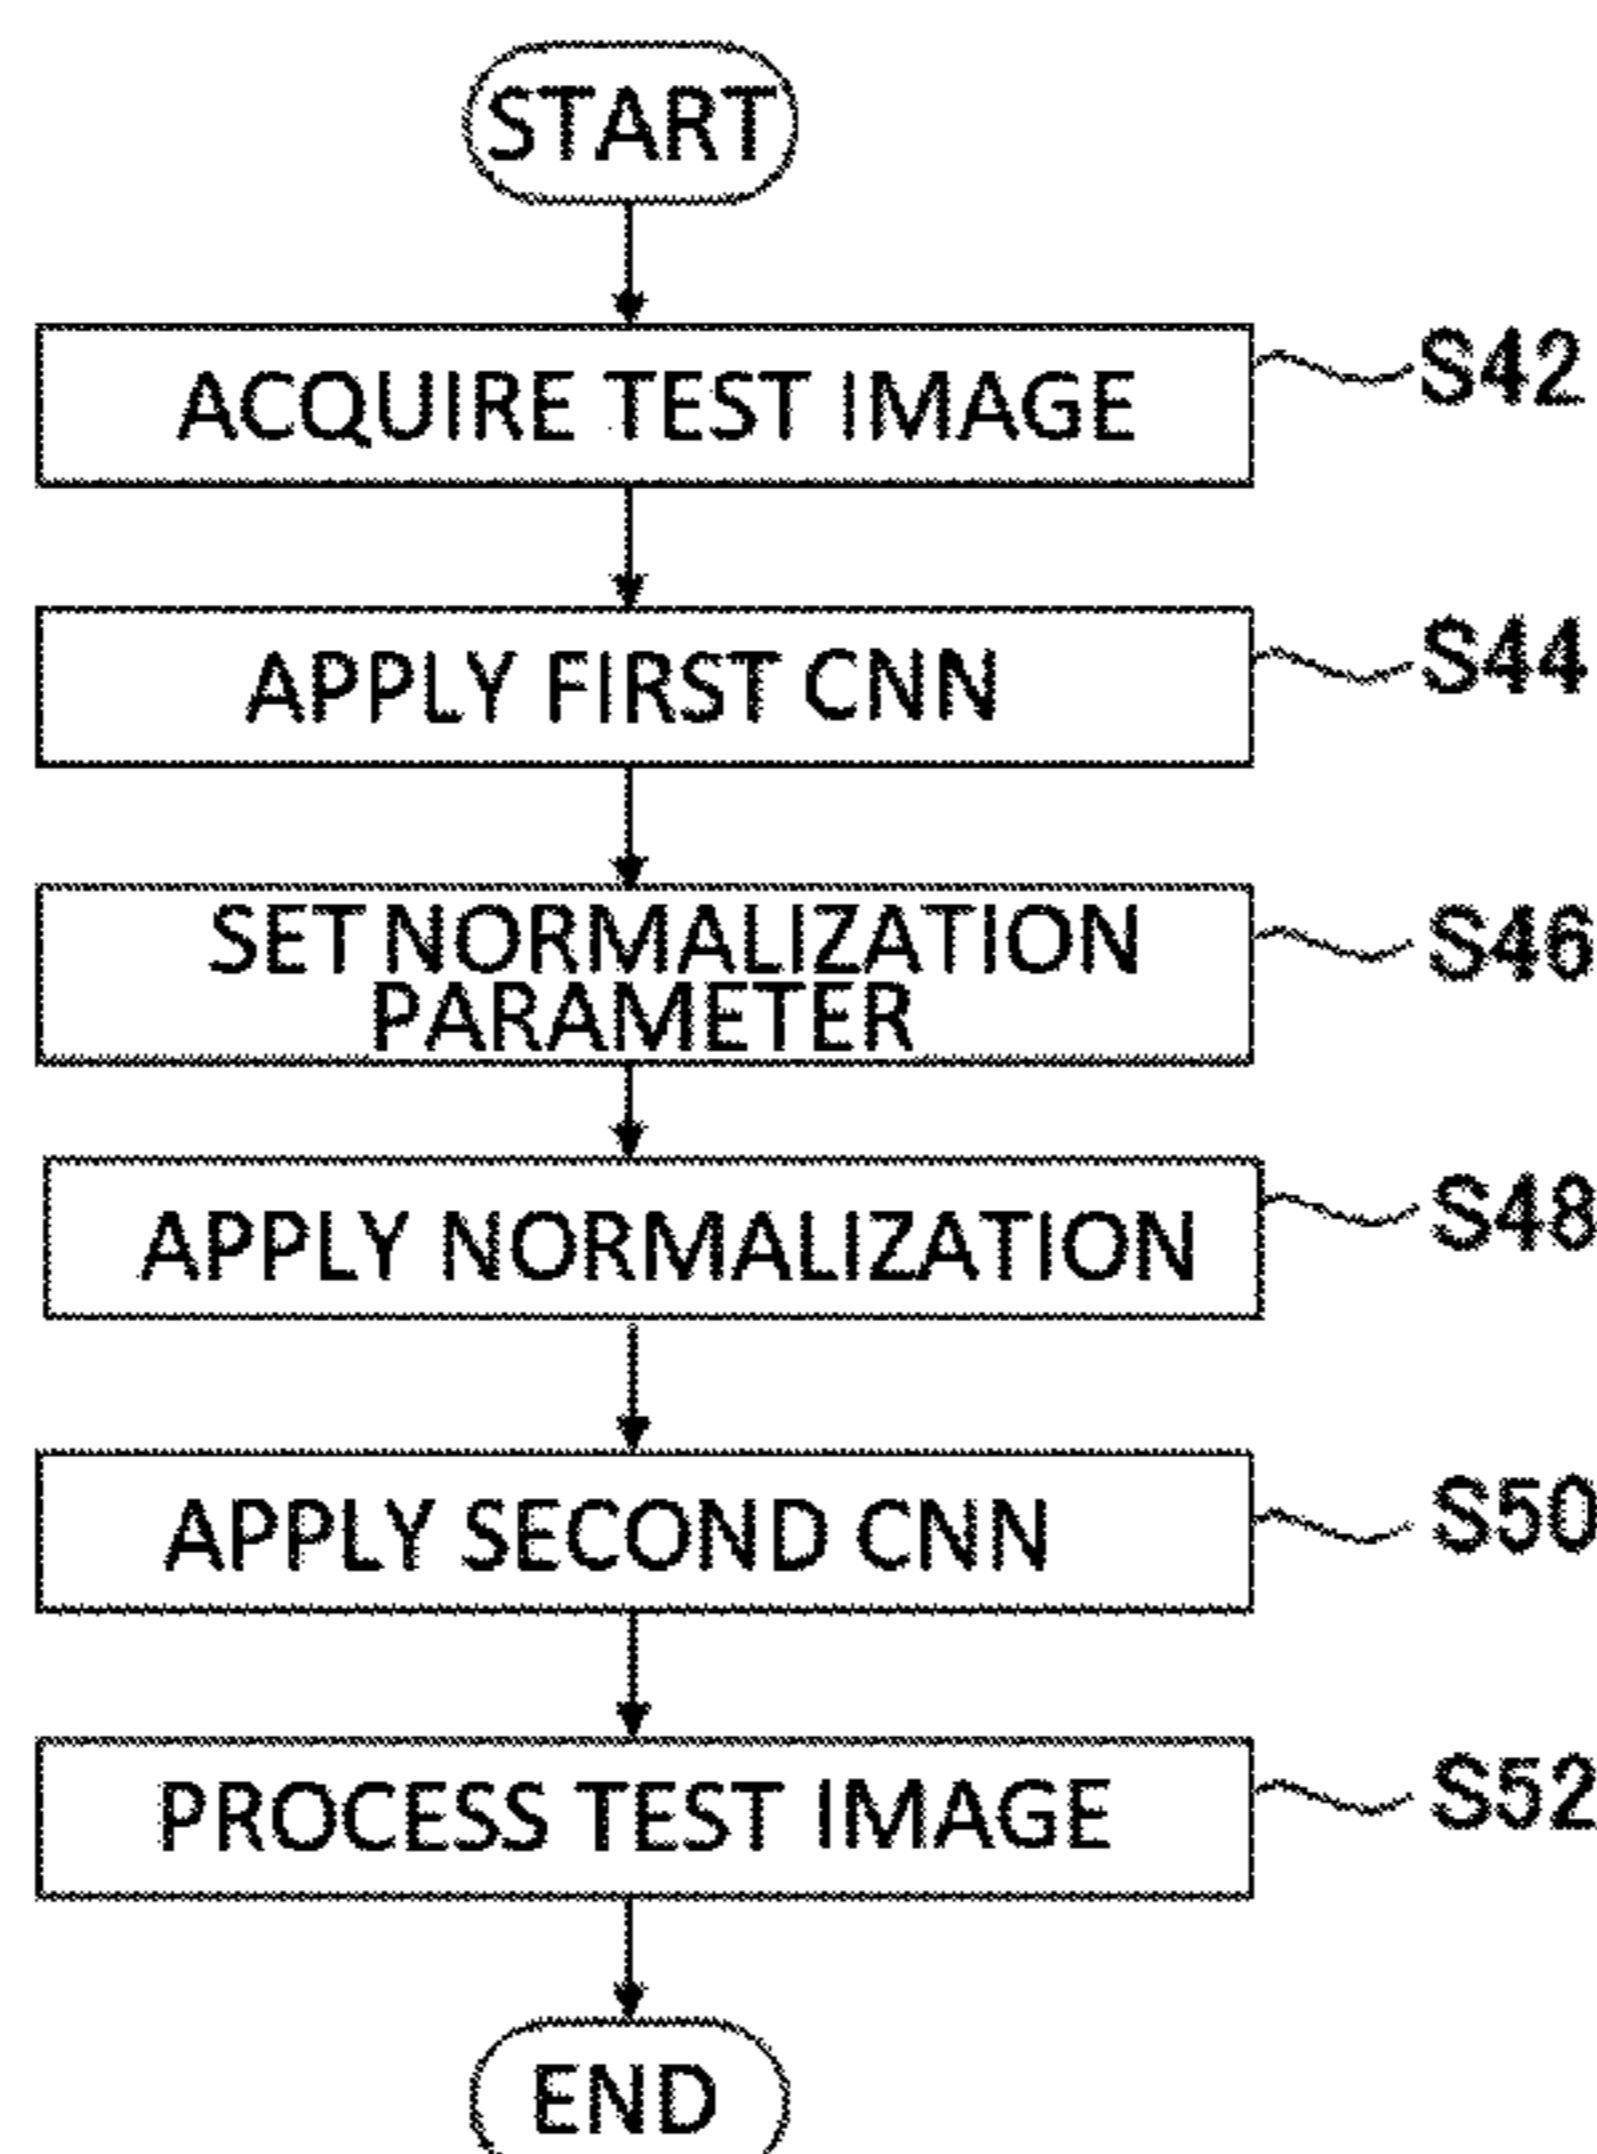 START
ACQUIRE TEST IMAGE
S42
APPLY FIRST CNN
S44
SET NORMALIZATION
PARAMETER
S46
APPLY NORMALIZATION
S48
APPLY SECOND CNN
S50
PROCESS TEST IMAGE
S52
END